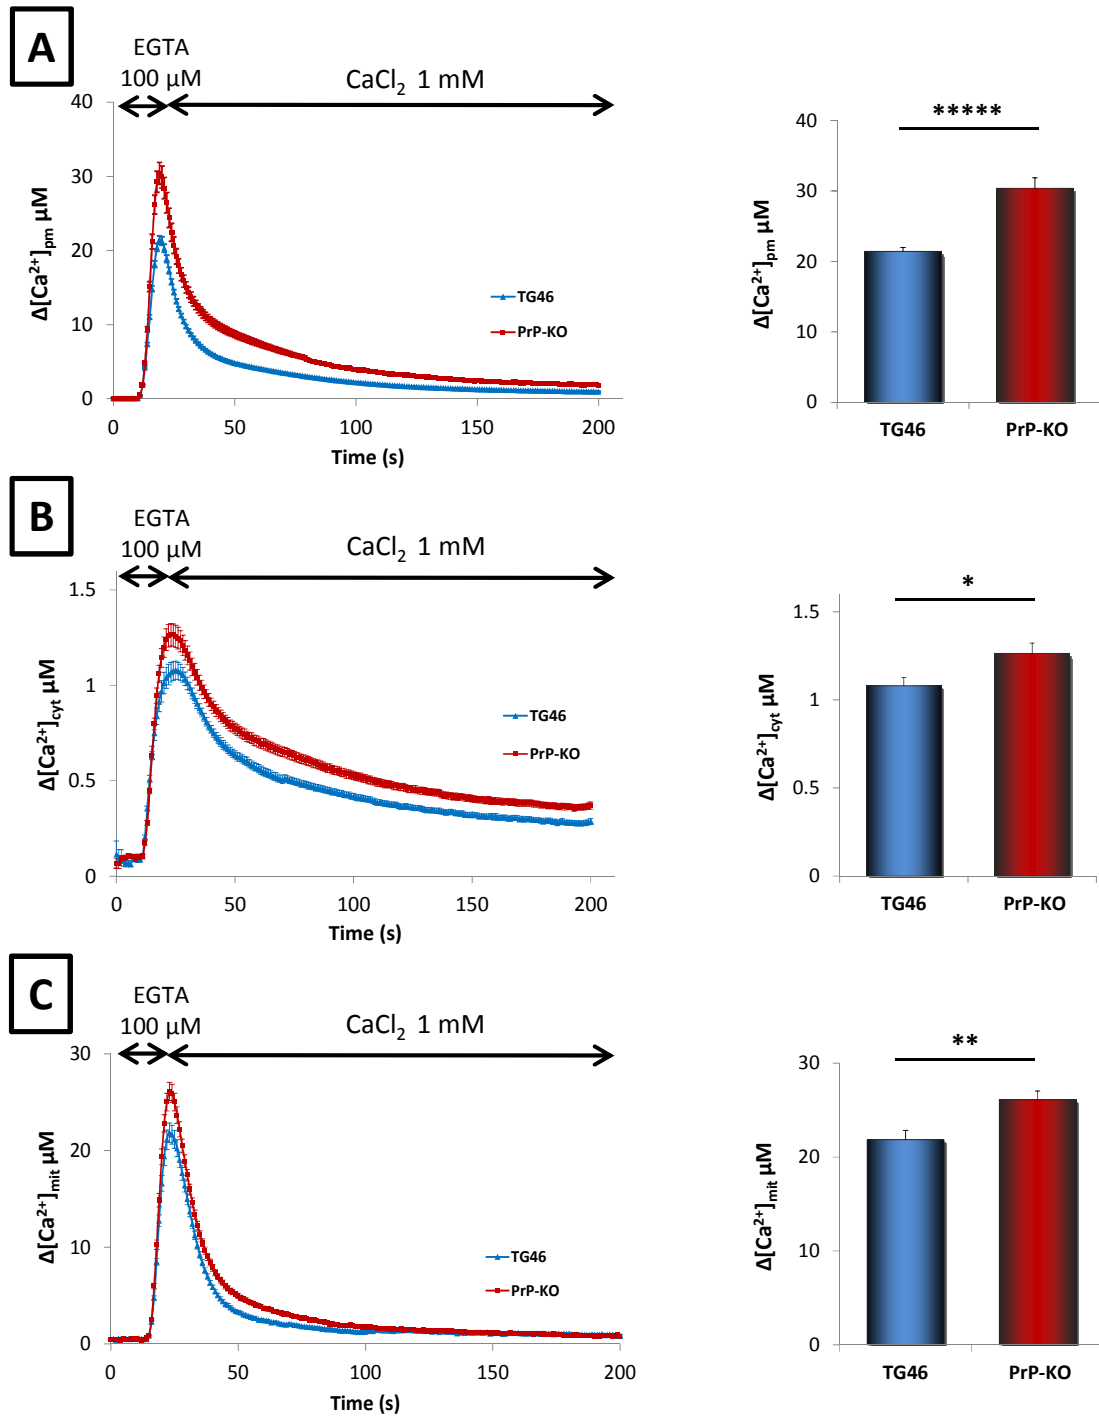 A
EGTA
100 µM
CaCl2 1 mM
40
30
20
10
0
Δ[Ca2+]pm µM
TG46
PrP-KO
0
50
100
150
200
Time (s)
*****
40
30
20
10
0
Δ[Ca2+]pm µM
TG46
PrP-KO
B
EGTA
100 µM
CaCl2 1 mM
1.5
1
0.5
0
Δ[Ca2+]cyt µM
TG46
PrP-KO
0
50
100
150
200
Time (s)
*
1.5
1
0.5
0
Δ[Ca2+]cyt µM
TG46
PrP-KO
C
EGTA
100 µM
CaCl2 1 mM
30
20
10
0
Δ[Ca2+]mit µM
TG46
PrP-KO
0
50
100
150
200
Time (s)
**
30
20
10
0
Δ[Ca2+]mit µM
TG46
PrP-KO